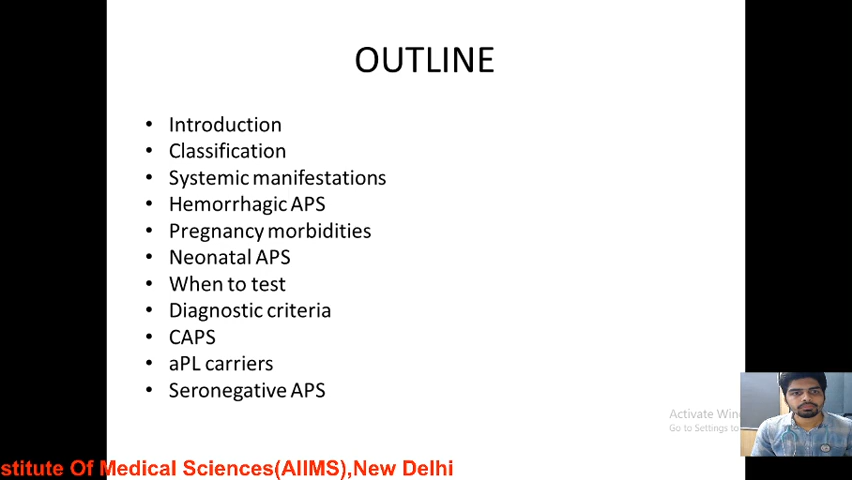 OUTLINE
• Introduction
• Classification
• Systemic manifestations
• Hemorrhagic APS
• Pregnancy morbidities
• Neonatal APS
• When to test
• Diagnostic criteria
• CAPS
• aPL carriers
• Seronegative APS
Activate Win
Go to Settings to
stitute Of Medical Sciences(AIIMS),New Delhi